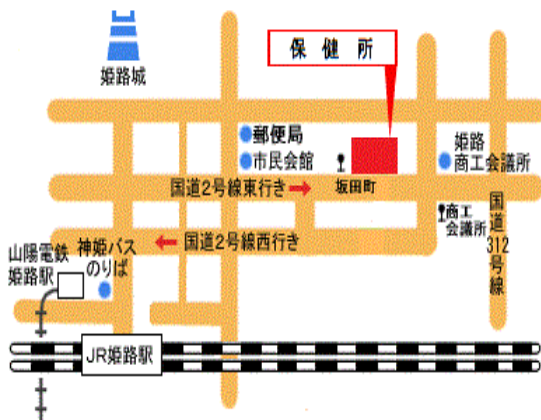 保健所
姫路城
郵便局
市民会館
姫路
商工会議所
坂田町
国道2号線東行き
商工
会議所
国道312号線
国道2号線西行き
山陽電鉄
姫路駅
神姫バス
のりば
JR姫路駅